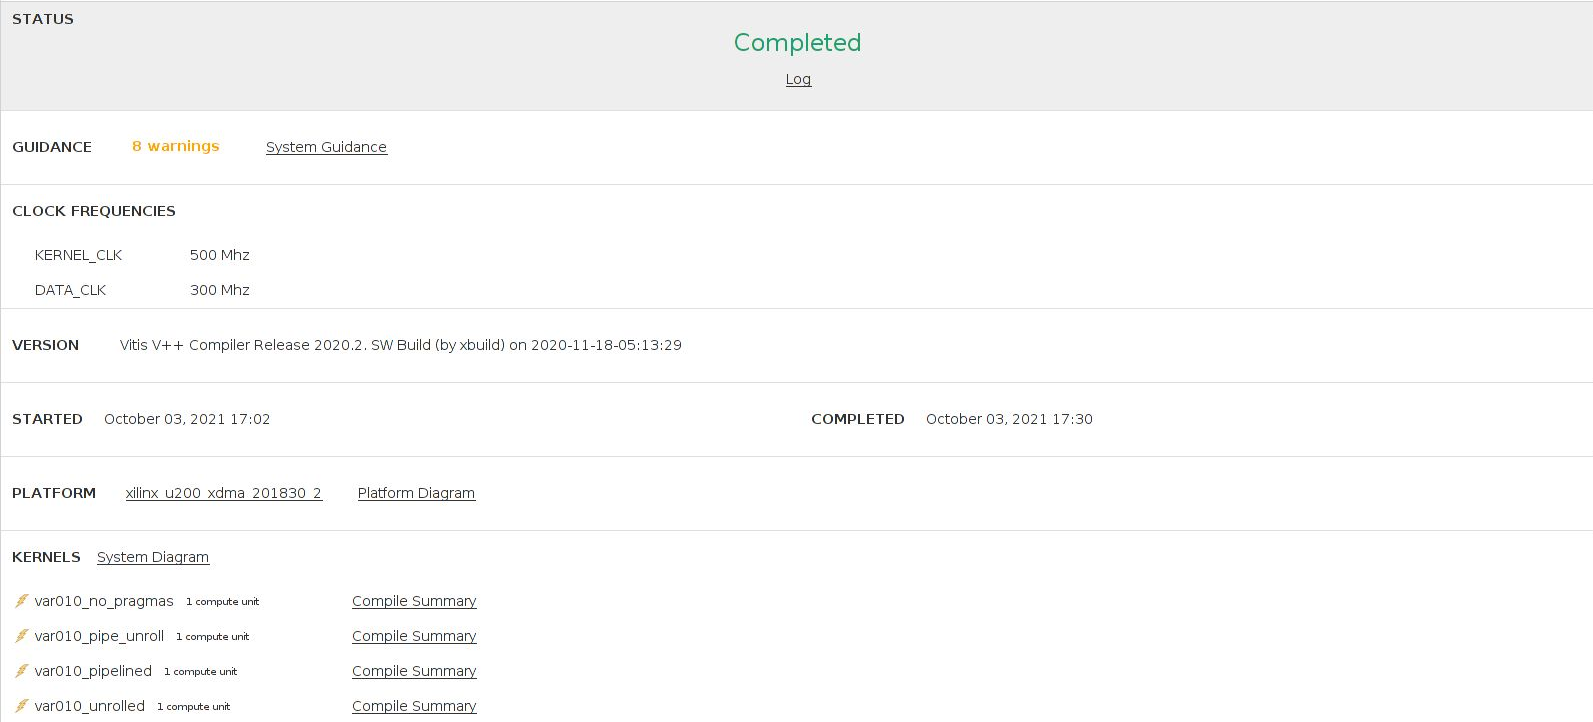 STATUS
Completed
Log
GUIDANCE 8 warnings System Guidance
CLOCK FREQUENCIES
KERNEL_CLK 500 Mhz
DATA_CLK 300 Mhz
VERSION Vitis V++ Compiler Release 2020.2. SW Build (by xbuild) on 2020-11-18-05:13:29
STARTED October 03, 2021 17:02 COMPLETED October 03, 2021 17:30
PLATFORM xilinx_u200_xdma_201830_2 Platform Diagram
KERNELS System Diagram
var010_no_pragmas 1 compute unit Compile Summary
var010_pipe_unroll 1 compute unit Compile Summary
var010_pipelined 1 compute unit Compile Summary
var010_unrolled 1 compute unit Compile Summary